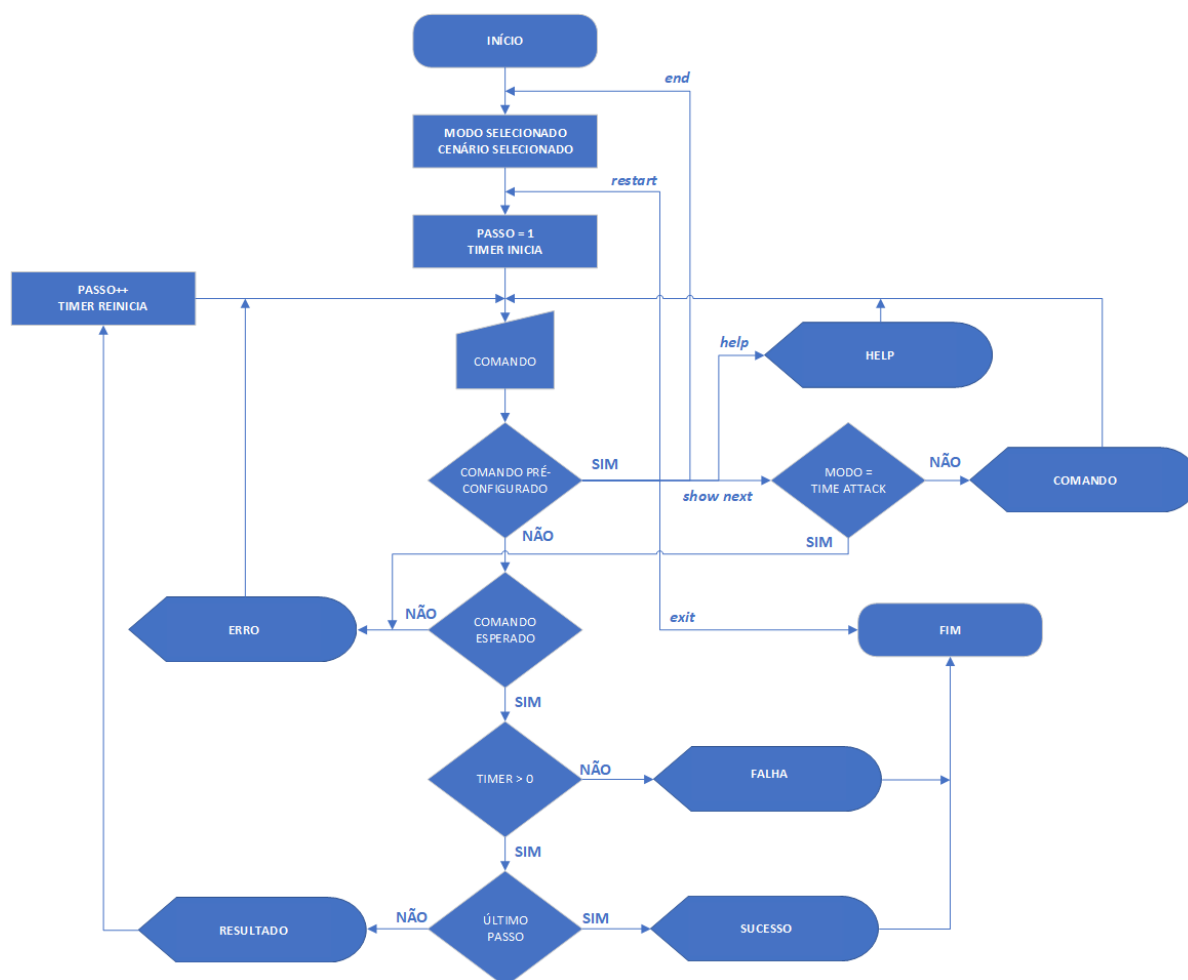 INÍCIO
end
MODO SELECIONADO
CENÁRIO SELECIONADO
restart
PASSO = 1
TIMER INICIA
PASSO++
TIMER REINICIA
COMANDO
help
HELP
COMANDO PRÉ-
CONFIGURADO
SIM
show next
MODO =
TIME ATTACK
NÃO
COMANDO
NÃO
SIM
ERRO
NÃO
COMANDO
ESPERADO
exit
FIM
SIM
TIMER > 0
NÃO
FALHA
SIM
RESULTADO
NÃO
ÚLTIMO
PASSO
SIM
SUCESSO